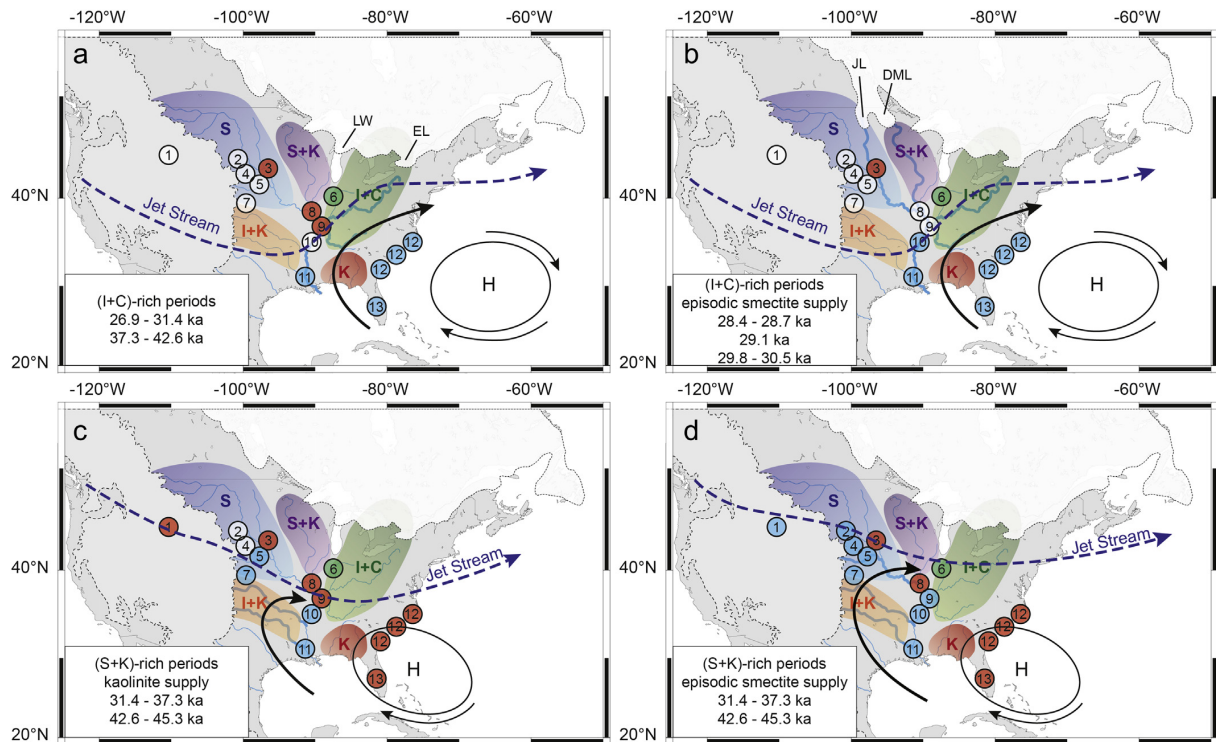 -120°W -100°W -80°W -60°W
-120°W -100°W -80°W -60°W
40°N
20°N
a
S
S+K
I+C
I+K
K
LW
EL
Jet Stream
H
1
2
3
4
5
6
7
8
9
10
11
12
12
12
13
(I+C)-rich periods
26.9 - 31.4 ka
37.3 - 42.6 ka
b
JL
DML
S
S+K
I+C
I+K
K
Jet Stream
H
1
2
3
4
5
6
7
8
9
10
11
12
12
12
13
(I+C)-rich periods
episodic smectite supply
28.4 - 28.7 ka
29.1 ka
29.8 - 30.5 ka
-120°W -100°W -80°W -60°W
-120°W -100°W -80°W -60°W
40°N
20°N
c
S
S+K
I+C
I+K
K
Jet Stream
H
1
2
3
4
5
6
7
8
9
10
11
12
12
12
13
(S+K)-rich periods
kaolinite supply
31.4 - 37.3 ka
42.6 - 45.3 ka
d
S
S+K
I+C
I+K
K
Jet Stream
H
1
2
3
4
5
6
7
8
9
10
11
12
12
12
13
(S+K)-rich periods
episodic smectite supply
31.4 - 37.3 ka
42.6 - 45.3 ka